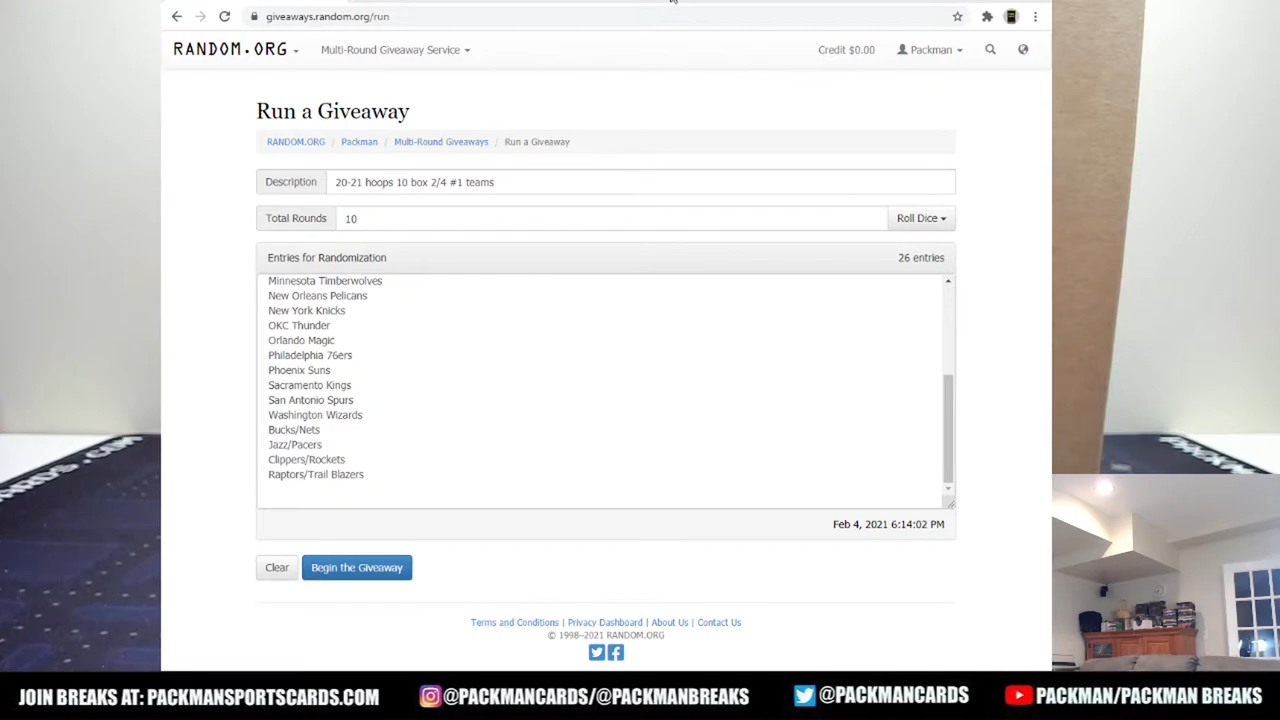 giveaways.random.org/run
RANDOM.ORG
Multi-Round Giveaway Service
Credit $0.00
Packman
Run a Giveaway
RANDOM.ORG / Packman / Multi-Round Giveaways / Run a Giveaway
Description 20-21 hoops 10 box 2/4 #1 teams
Total Rounds 10 Roll Dice
Entries for Randomization 26 entries
Minnesota Timberwolves
New Orleans Pelicans
New York Knicks
OKC Thunder
Orlando Magic
Philadelphia 76ers
Phoenix Suns
Sacramento Kings
San Antonio Spurs
Washington Wizards
Bucks/Nets
Jazz/Pacers
Clippers/Rockets
Raptors/Trail Blazers
Feb 4, 2021 6:14:02 PM
Clear Begin the Giveaway
Terms and Conditions | Privacy Dashboard | About Us | Contact Us
© 1998–2021 RANDOM.ORG
JOIN BREAKS AT: PACKMANSPORTSCARDS.COM @PACKMANCARDS/@PACKMANBREAKS @PACKMANCARDS PACKMAN/PACKMAN BREAKS